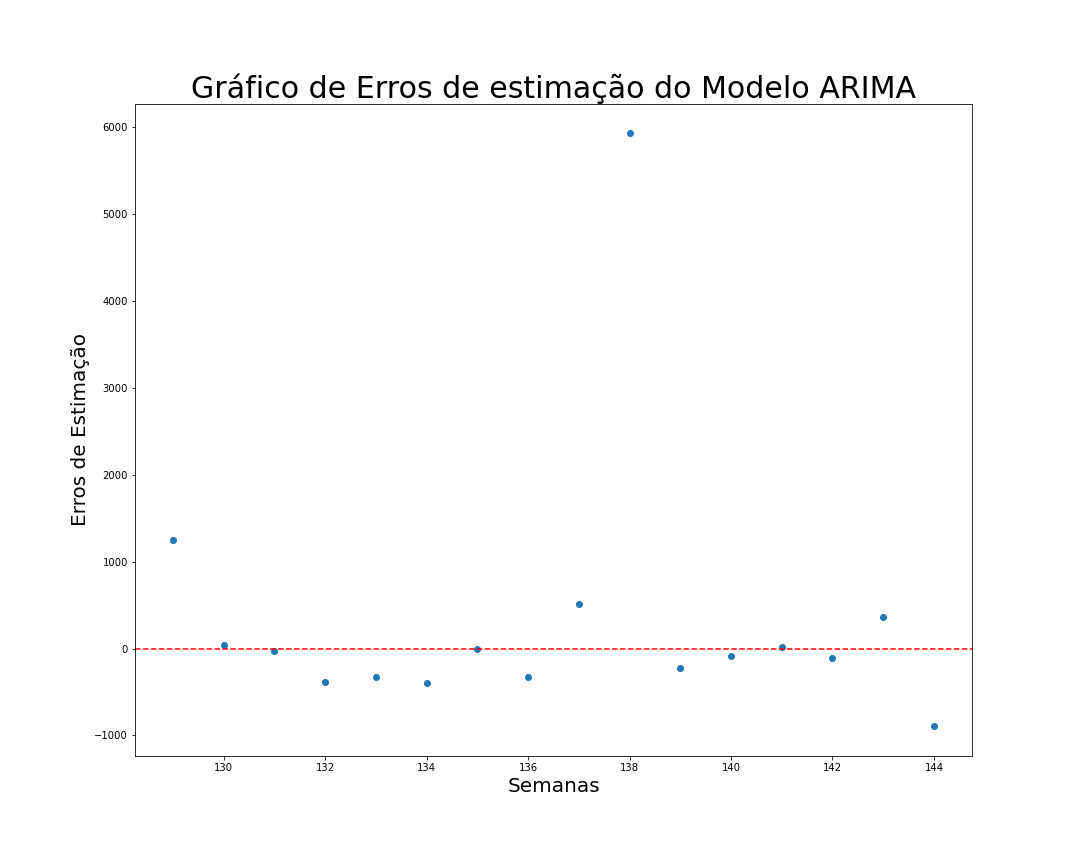 Gráfico de Erros de estimação do Modelo ARIMA
6000
5000
4000
3000
2000
1000
0
−1000
Erros de Estimação
130 132 134 136 138 140 142 144
Semanas